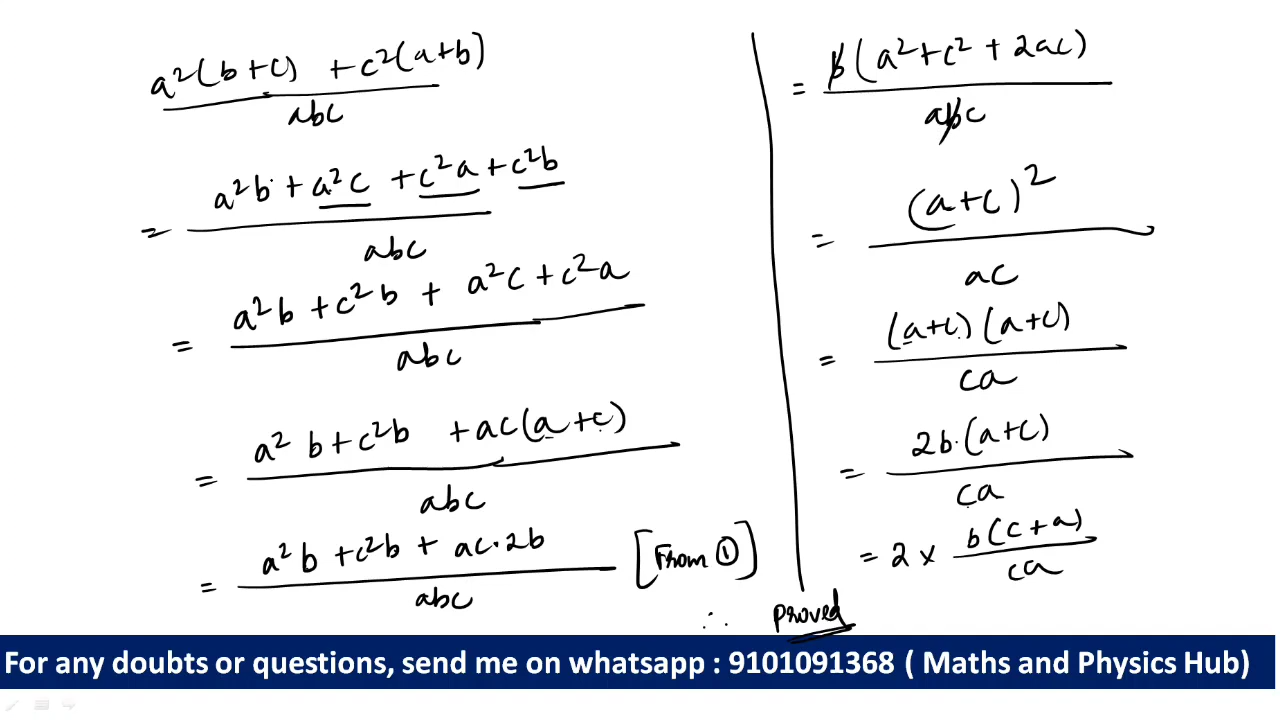 a²(b+c) + c²(a+b)
abc
= a²b + a²c + c²a + c²b
abc
= a²b + c²b + a²c + c²a
abc
= a² b + c²b + ac(a+c)
abc
= a²b + c²b + ac·2b [From ①]
abc
= b(a² + c² + 2ac)
abc
= (a+c)²
ac
= (a+c)(a+c)
ca
= 2b·(a+c)
ca
= 2 × b(c+a)
ca
∴ proved
For any doubts or questions, send me on whatsapp : 9101091368 ( Maths and Physics Hub)